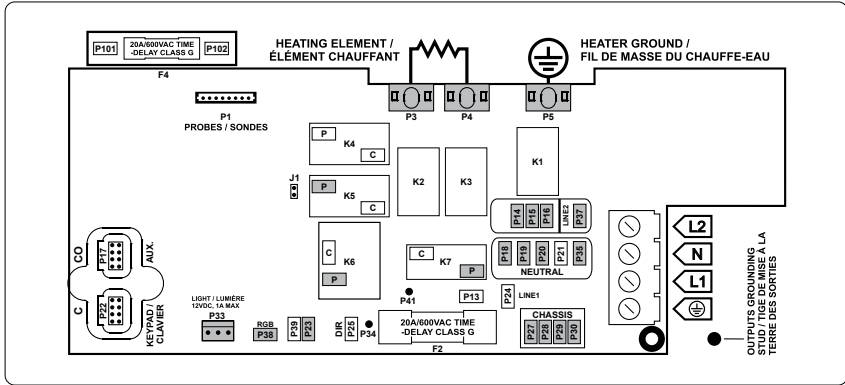 P101
20A/600VAC TIME
-DELAY CLASS G
P102
F4
HEATING ELEMENT /
ÉLÉMENT CHAUFFANT
HEATER GROUND /
FIL DE MASSE DU CHAUFFE-EAU
P1
PROBES / SONDES
P3
P4
P5
P
K4
C
J1
P
K5
C
K2
K3
K1
P14
P15
P16
LINE2
P37
C
K6
P
C
K7
P
P18
P19
P20
P21
P35
NEUTRAL
L2
N
L1
CO
P17
AUX.
C
P22
KEYPAD /
CLAVIER
LIGHT / LUMIÈRE
12VDC, 1A MAX
P33
RGB
P38
P39
P23
DIR
P25
P34
P41
P13
P24
LINE1
20A/600VAC TIME
-DELAY CLASS G
F2
CHASSIS
P27
P28
P29
P30
OUTPUTS GROUNDING
STUD / TIGE DE MISE À LA
TERRE DES SORTIES